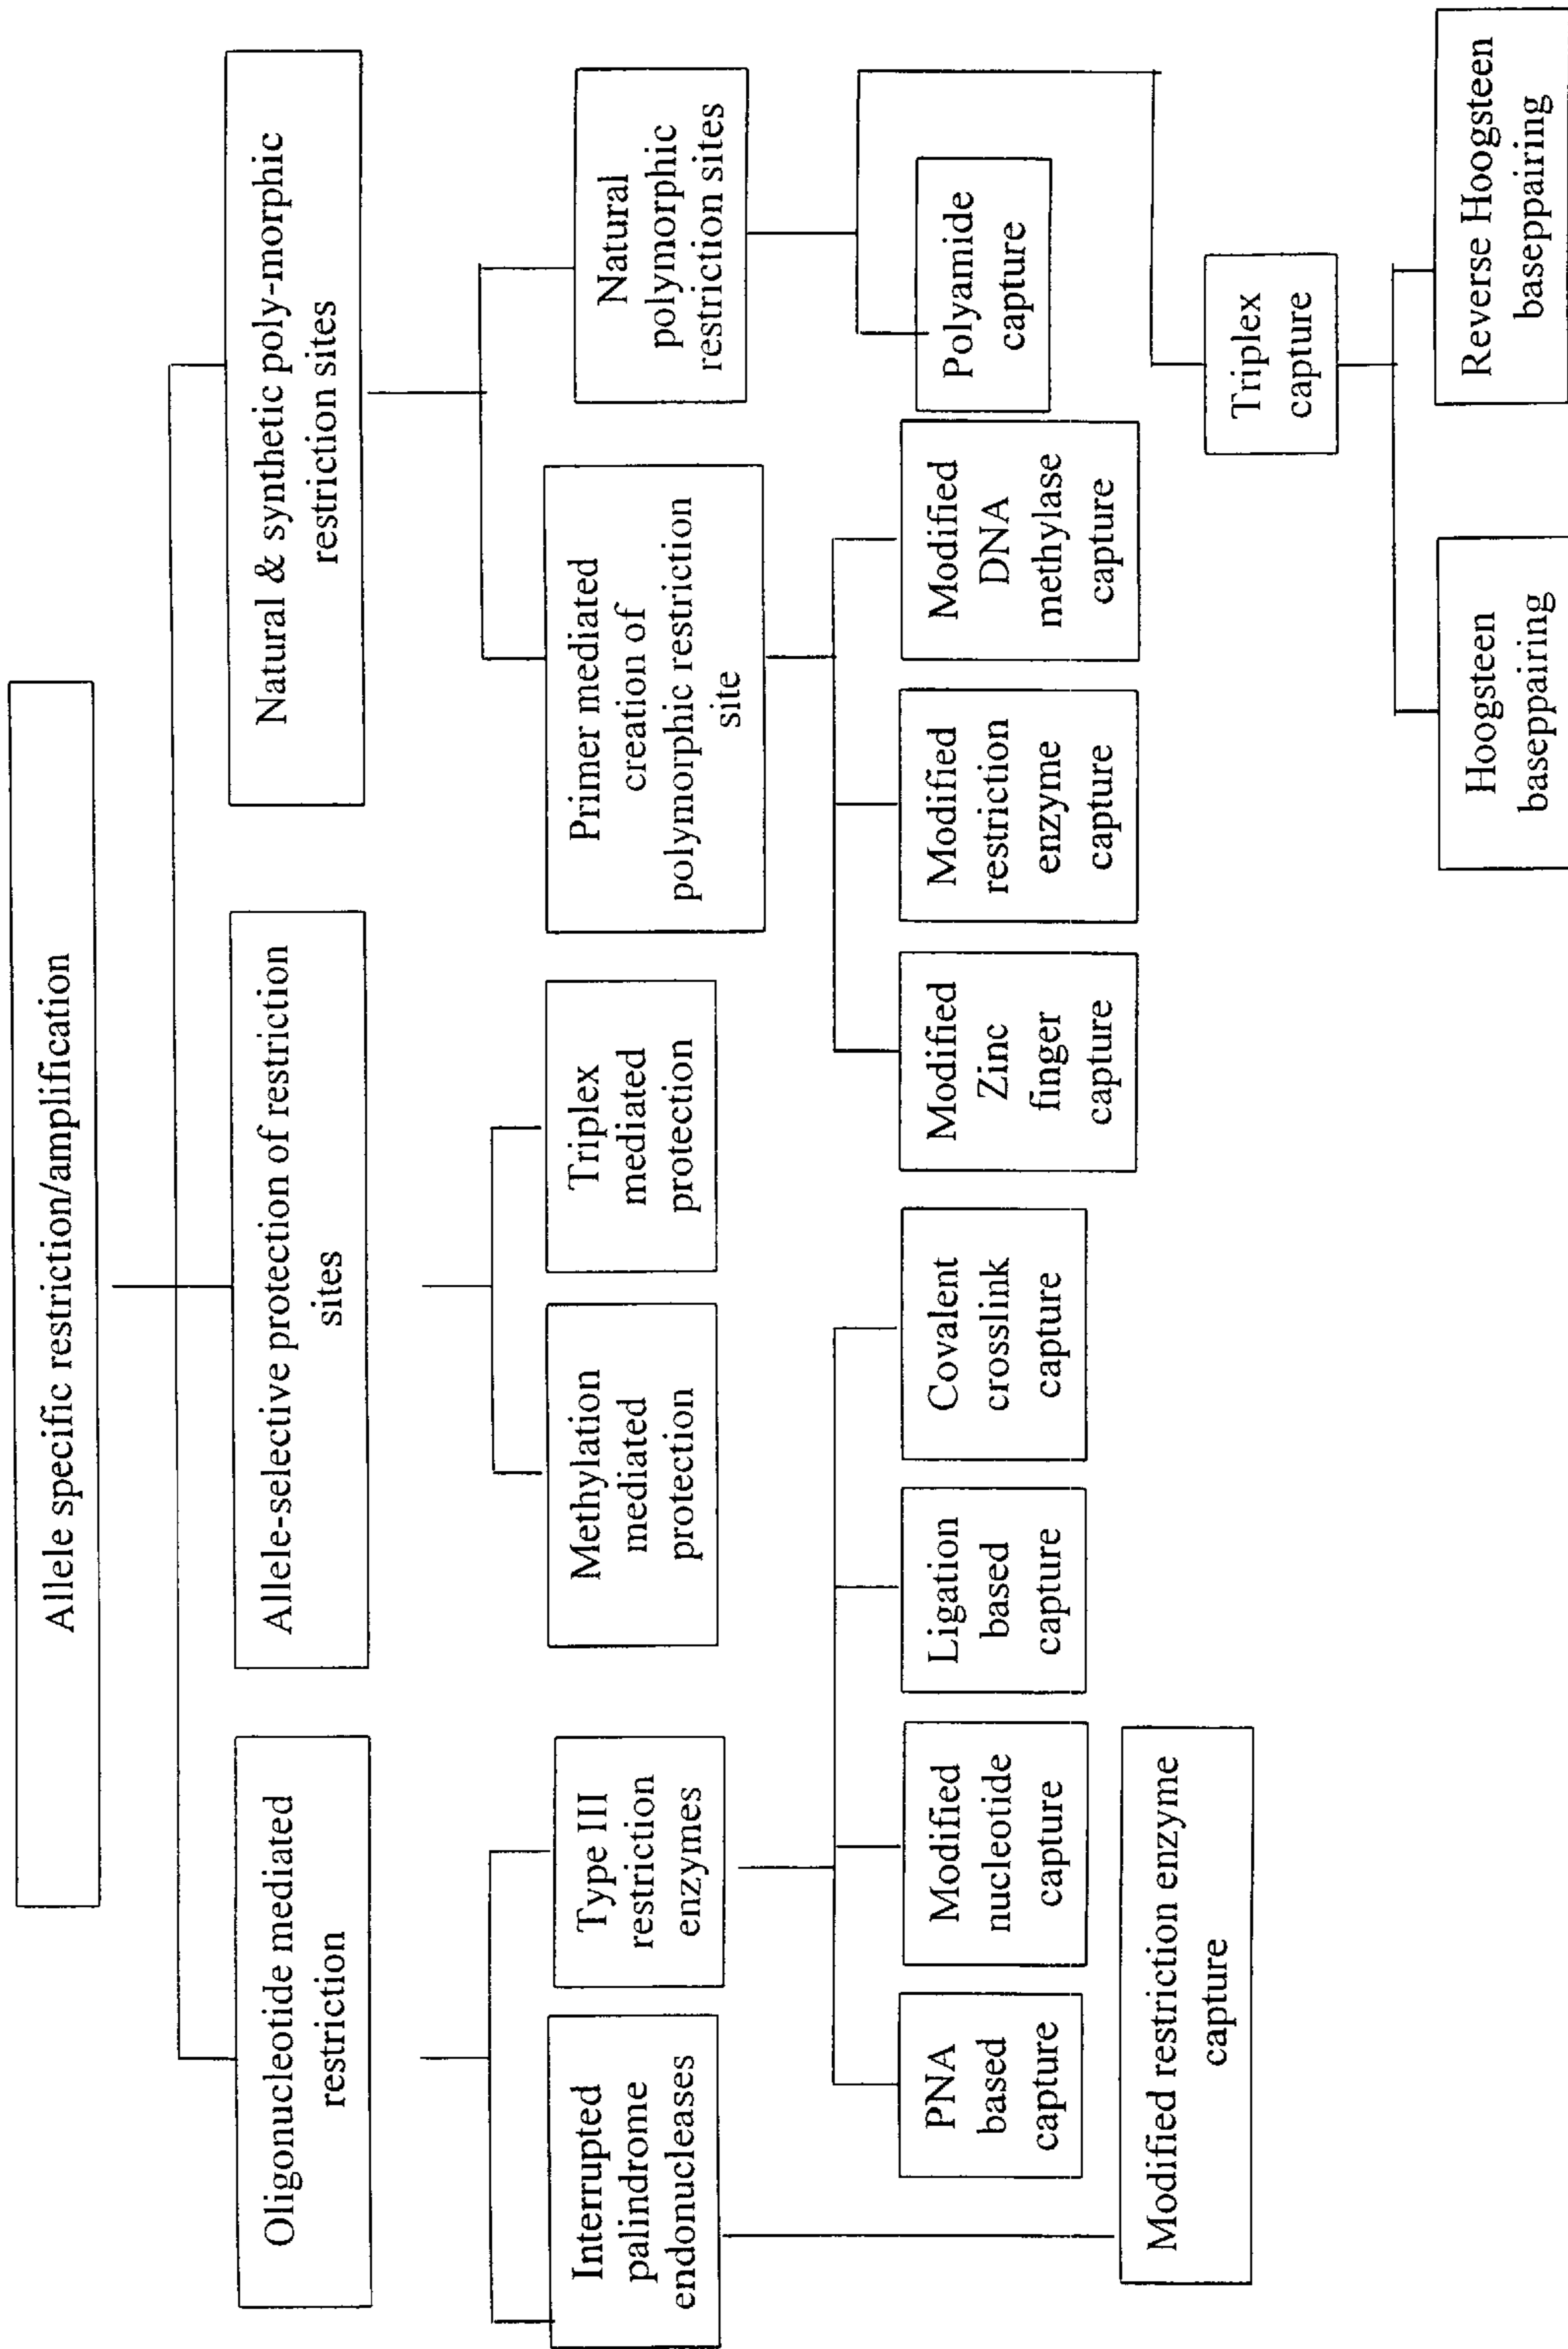 Allele specific restriction/amplification
Oligonucleotide mediated
restriction
Allele-selective protection of restriction
sites
Natural & synthetic poly-morphic
restriction sites
Interrupted
palindrome
endonucleases
Type III
restriction
enzymes
Methylation
mediated
protection
Triplex
mediated
protection
Primer mediated
creation of
polymorphic restriction
site
Natural
polymorphic
restriction sites
PNA
based
capture
Modified
nucleotide
capture
Ligation
based
capture
Covalent
crosslink
capture
Modified
Zinc
finger
capture
Modified
restriction
enzyme
capture
Modified
DNA
methylase
capture
Polyamide
capture
Modified restriction enzyme
capture
Triplex
capture
Hoogsteen
baseppairing
Reverse Hoogsteen
baseppairing